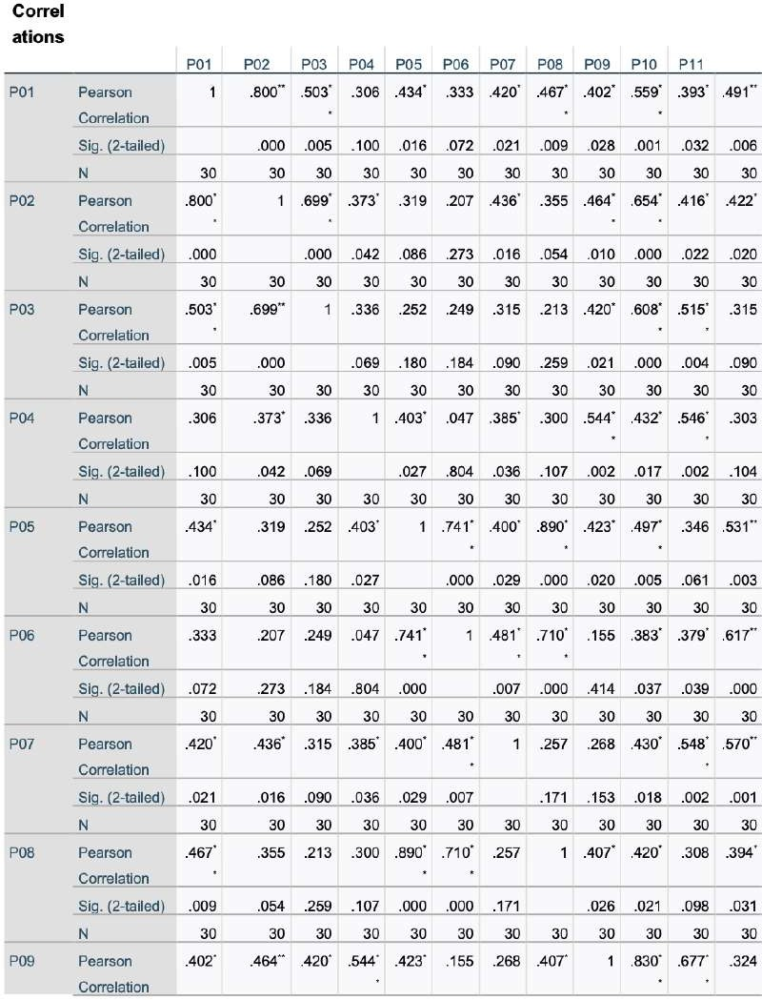 Correl
ations
P01 P02 P03 P04 P05 P06 P07 P08 P09 P10 P11
P01 Pearson Correlation 1 .800** .503** .306 .434* .333 .420* .467** .402* .559** .393* .491**
Sig. (2-tailed) .000 .005 .100 .016 .072 .021 .009 .028 .001 .032 .006
N 30 30 30 30 30 30 30 30 30 30 30 30
P02 Pearson Correlation .800** 1 .699** .373* .319 .207 .436* .355 .464** .654** .416* .422*
Sig. (2-tailed) .000 .000 .042 .086 .273 .016 .054 .010 .000 .022 .020
N 30 30 30 30 30 30 30 30 30 30 30 30
P03 Pearson Correlation .503** .699** 1 .336 .252 .249 .315 .213 .420* .608** .515** .315
Sig. (2-tailed) .005 .000 .069 .180 .184 .090 .259 .021 .000 .004 .090
N 30 30 30 30 30 30 30 30 30 30 30 30
P04 Pearson Correlation .306 .373* .336 1 .403* .047 .385* .300 .544** .432* .546** .303
Sig. (2-tailed) .100 .042 .069 .027 .804 .036 .107 .002 .017 .002 .104
N 30 30 30 30 30 30 30 30 30 30 30 30
P05 Pearson Correlation .434* .319 .252 .403* 1 .741** .400* .890** .423* .497** .346 .531**
Sig. (2-tailed) .016 .086 .180 .027 .000 .029 .000 .020 .005 .061 .003
N 30 30 30 30 30 30 30 30 30 30 30 30
P06 Pearson Correlation .333 .207 .249 .047 .741** 1 .481** .710** .155 .383* .379* .617**
Sig. (2-tailed) .072 .273 .184 .804 .000 .007 .000 .414 .037 .039 .000
N 30 30 30 30 30 30 30 30 30 30 30 30
P07 Pearson Correlation .420* .436* .315 .385* .400* .481** 1 .257 .268 .430* .548** .570**
Sig. (2-tailed) .021 .016 .090 .036 .029 .007 .171 .153 .018 .002 .001
N 30 30 30 30 30 30 30 30 30 30 30 30
P08 Pearson Correlation .467** .355 .213 .300 .890** .710** .257 1 .407* .420* .308 .394*
Sig. (2-tailed) .009 .054 .259 .107 .000 .000 .171 .026 .021 .098 .031
N 30 30 30 30 30 30 30 30 30 30 30 30
P09 Pearson Correlation .402* .464** .420* .544** .423* .155 .268 .407* 1 .830** .677** .324